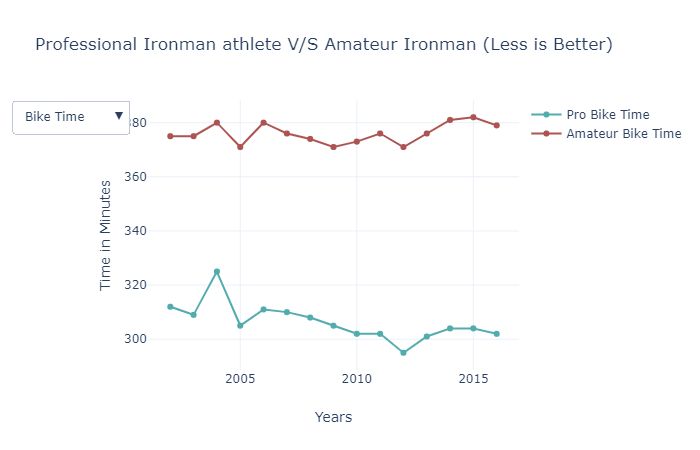 Professional Ironman athlete V/S Amateur Ironman (Less is Better)
Bike Time ▼
Pro Bike Time
Amateur Bike Time
Time in Minutes
380
360
340
320
300
2005 2010 2015
Years